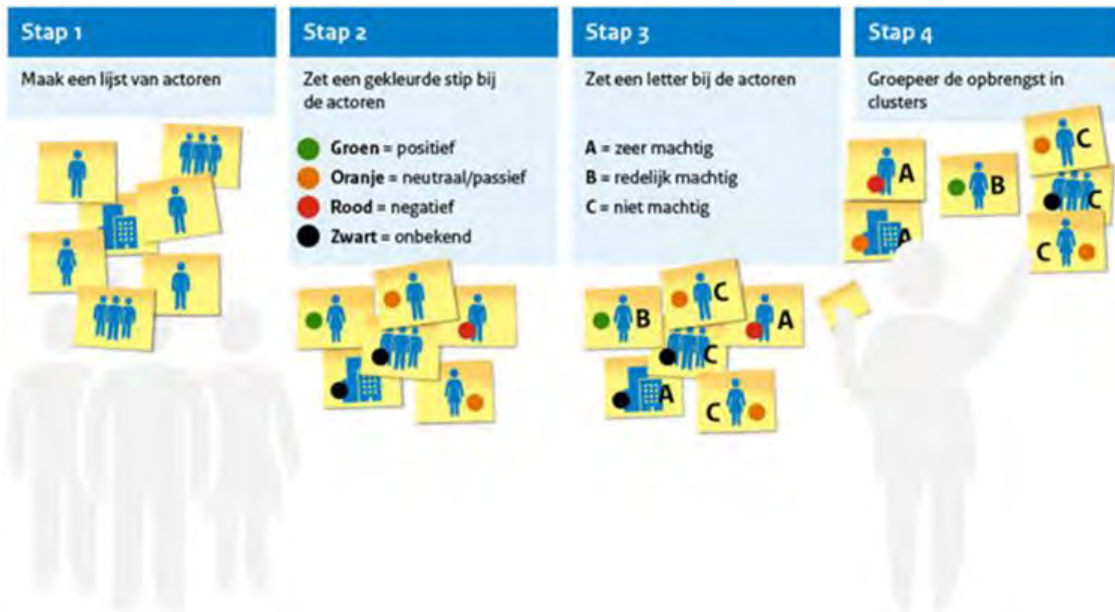 Stap 1
Maak een lijst van actoren
Stap 2
Zet een gekleurde stip bij
de actoren
Groen = positief
Oranje = neutraal/passief
Rood = negatief
Zwart = onbekend
Stap 3
Zet een letter bij de actoren
A = zeer machtig
B = redelijk machtig
C = niet machtig
B
C
A
C
A
C
Stap 4
Groepeer de opbrengst in
clusters
A
A
B
C
C
C